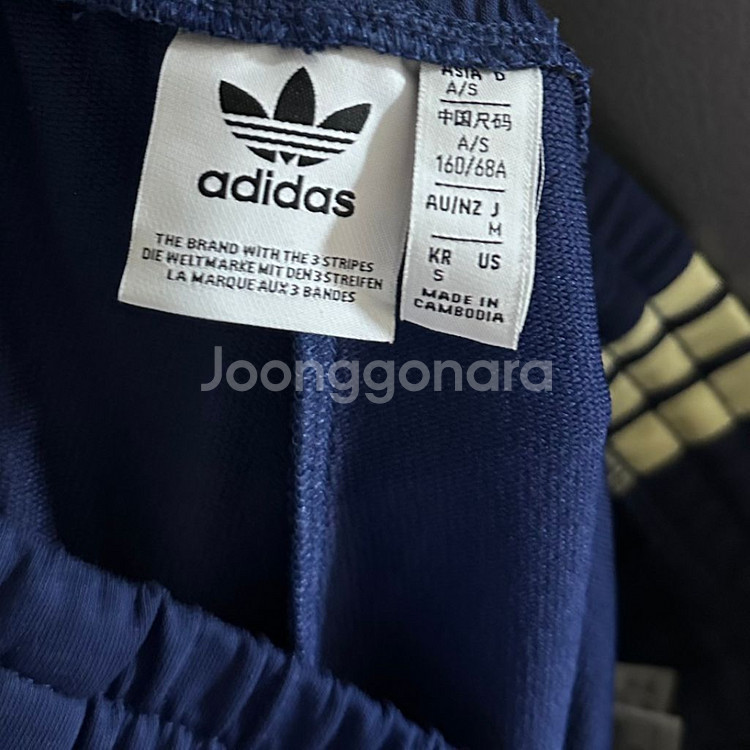 adidas
THE BRAND WITH THE 3 STRIPES
DIE WELTMARKE MIT DEN 3 STREIFEN
LA MARQUE AUX 3 BANDES
ASIA D
A/S
中国尺码
A/S
160/68A
AU/NZ J
M
KR US
S
MADE IN
CAMBODIA
Joonggonara